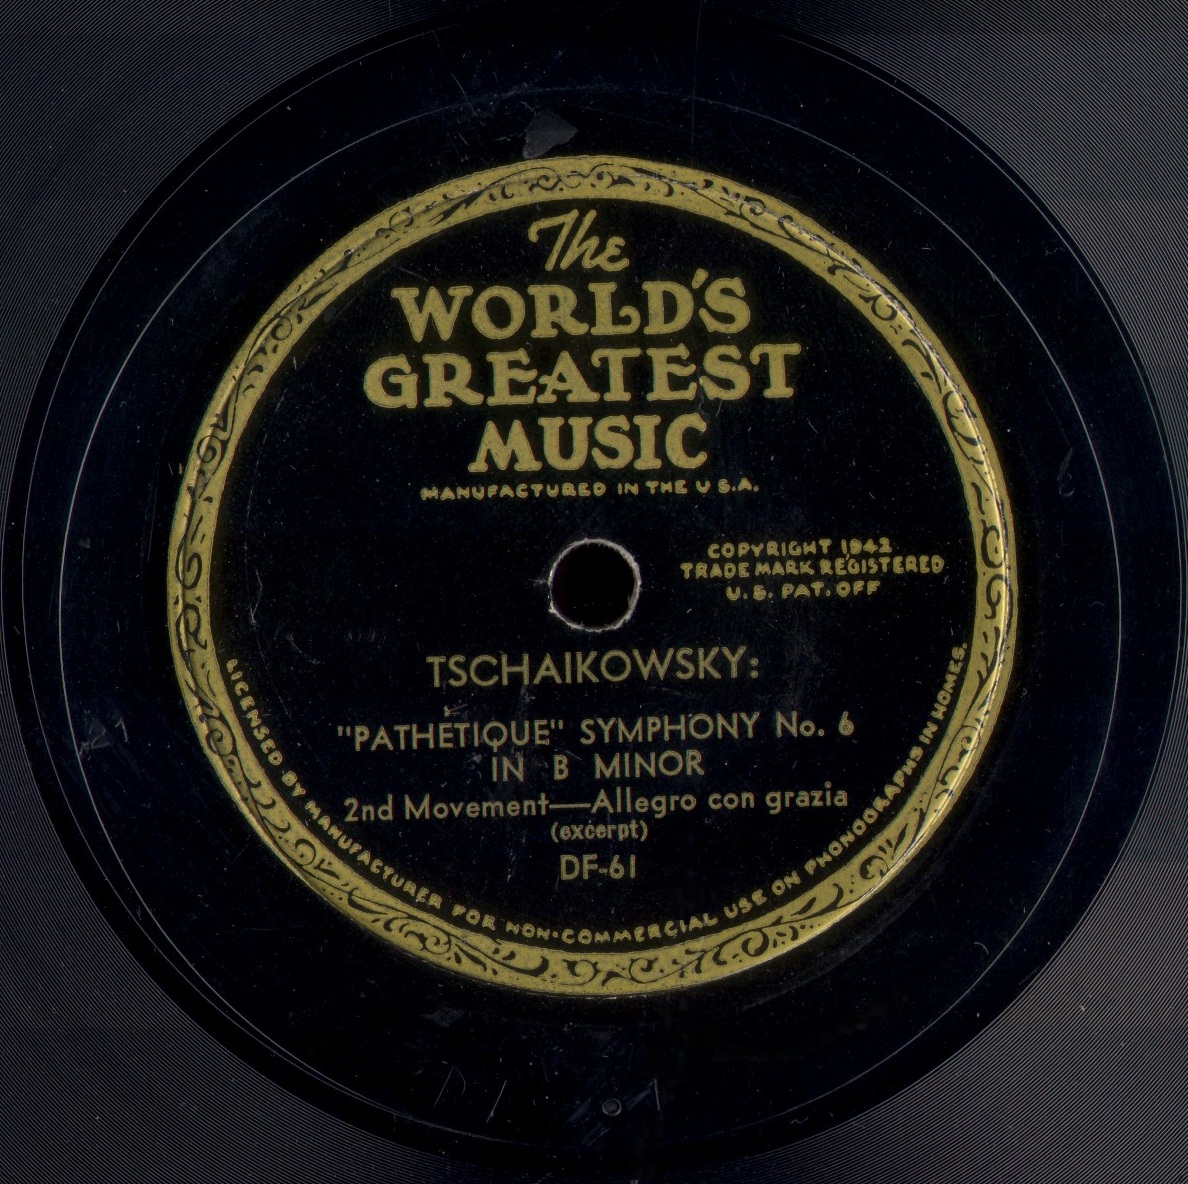 The
WORLD'S
GREATEST
MUSIC
MANUFACTURED IN THE U.S.A.
COPYRIGHT 1942
TRADE MARK REGISTERED
U. S. PAT. OFF
TSCHAIKOWSKY:
"PATHÉTIQUE" SYMPHONY No. 6
IN B MINOR
2nd Movement—Allegro con grazia
(excerpt)
DF-61
LICENSED BY MANUFACTURER FOR NON-COMMERCIAL USE ON PHONOGRAPHS IN HOMES.